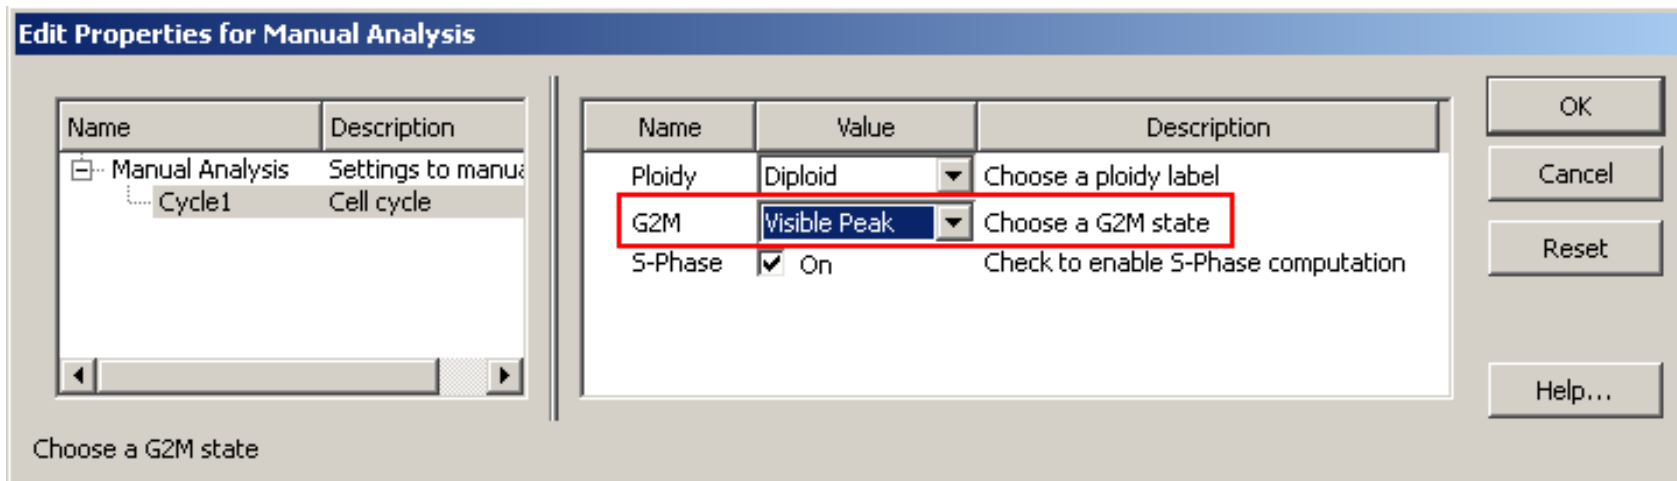 Edit Properties for Manual Analysis
Name Description
Manual Analysis Settings to manua
Cycle1 Cell cycle
Name Value Description
Ploidy Diploid Choose a ploidy label
G2M Visible Peak Choose a G2M state
S-Phase On Check to enable S-Phase computation
OK
Cancel
Reset
Help...
Choose a G2M state